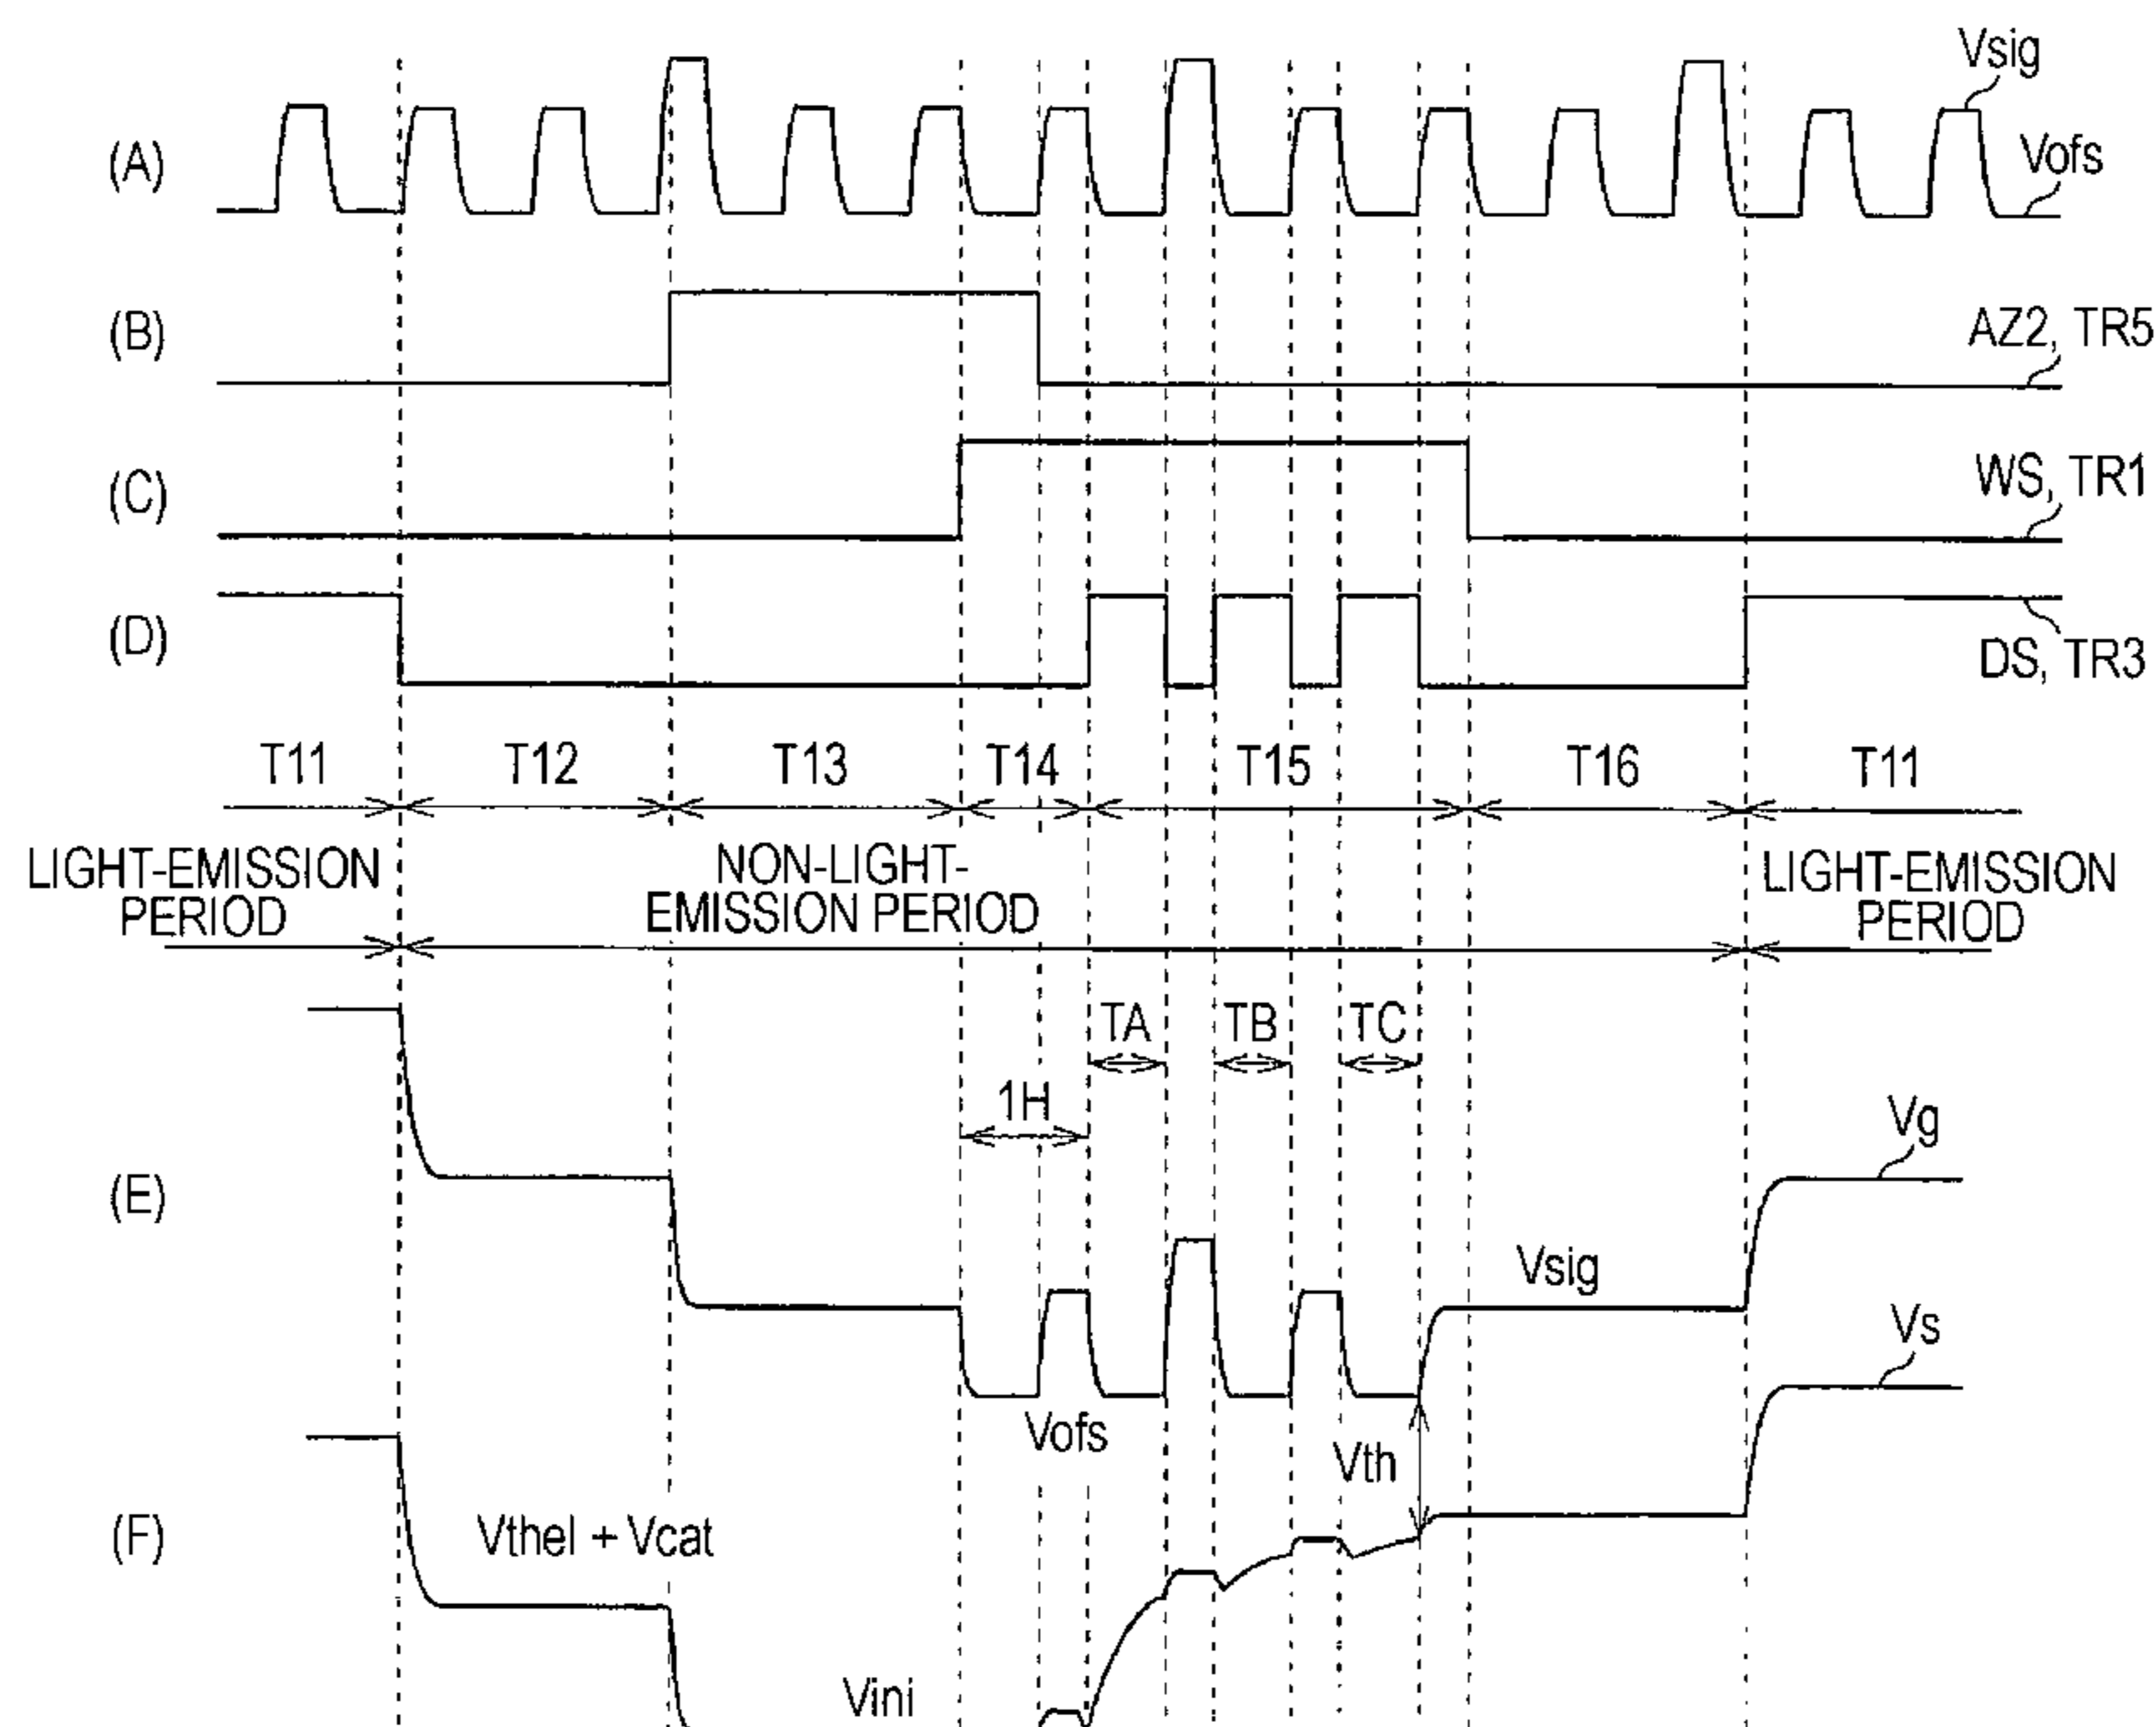 Vsig
(A)
Vofs
(B)
AZ2, TR5
(C)
WS, TR1
(D)
DS, TR3
T11
T12
T13
T14
T15
T16
T11
LIGHT-EMISSION
PERIOD
NON-LIGHT-
EMISSION PERIOD
LIGHT-EMISSION
PERIOD
TA
TB
TC
1H
Vg
(E)
Vsig
Vs
Vofs
Vth
(F)
Vthel + Vcat
Vini